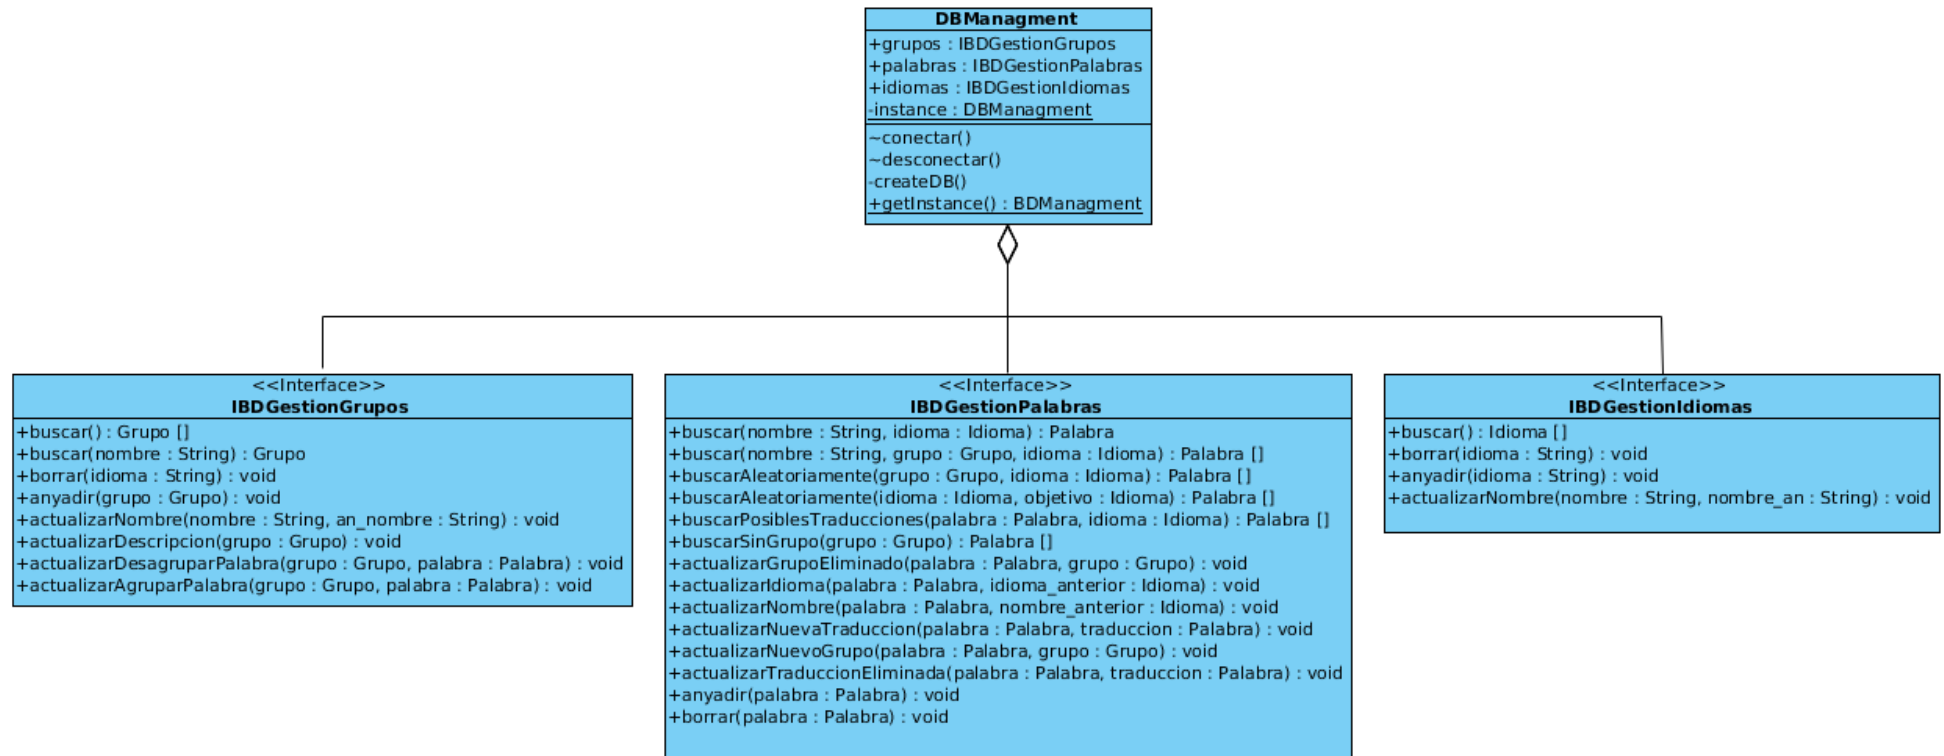 DBManagment
+grupos : IBDGestionGrupos
+palabras : IBDGestionPalabras
+idiomas : IBDGestionIdiomas
-instance : DBManagment
~conectar()
~desconectar()
-createDB()
+getInstance() : BDManagment
<<Interface>>
IBDGestionGrupos
+buscar() : Grupo []
+buscar(nombre : String) : Grupo
+borrar(idioma : String) : void
+anyadir(grupo : Grupo) : void
+actualizarNombre(nombre : String, an_nombre : String) : void
+actualizarDescripcion(grupo : Grupo) : void
+actualizarDesagruparPalabra(grupo : Grupo, palabra : Palabra) : void
+actualizarAgruparPalabra(grupo : Grupo, palabra : Palabra) : void
<<Interface>>
IBDGestionPalabras
+buscar(nombre : String, idioma : Idioma) : Palabra
+buscar(nombre : String, grupo : Grupo, idioma : Idioma) : Palabra []
+buscarAleatoriamente(grupo : Grupo, idioma : Idioma) : Palabra []
+buscarAleatoriamente(idioma : Idioma, objetivo : Idioma) : Palabra []
+buscarPosiblesTraducciones(palabra : Palabra, idioma : Idioma) : Palabra []
+buscarSinGrupo(grupo : Grupo) : Palabra []
+actualizarGrupoEliminado(palabra : Palabra, grupo : Grupo) : void
+actualizarIdioma(palabra : Palabra, idioma_anterior : Idioma) : void
+actualizarNombre(palabra : Palabra, nombre_anterior : Idioma) : void
+actualizarNuevaTraduccion(palabra : Palabra, traduccion : Palabra) : void
+actualizarNuevoGrupo(palabra : Palabra, grupo : Grupo) : void
+actualizarTraduccionEliminada(palabra : Palabra, traduccion : Palabra) : void
+anyadir(palabra : Palabra) : void
+borrar(palabra : Palabra) : void
<<Interface>>
IBDGestionIdiomas
+buscar() : Idioma []
+borrar(idioma : String) : void
+anyadir(idioma : String) : void
+actualizarNombre(nombre : String, nombre_an : String) : void